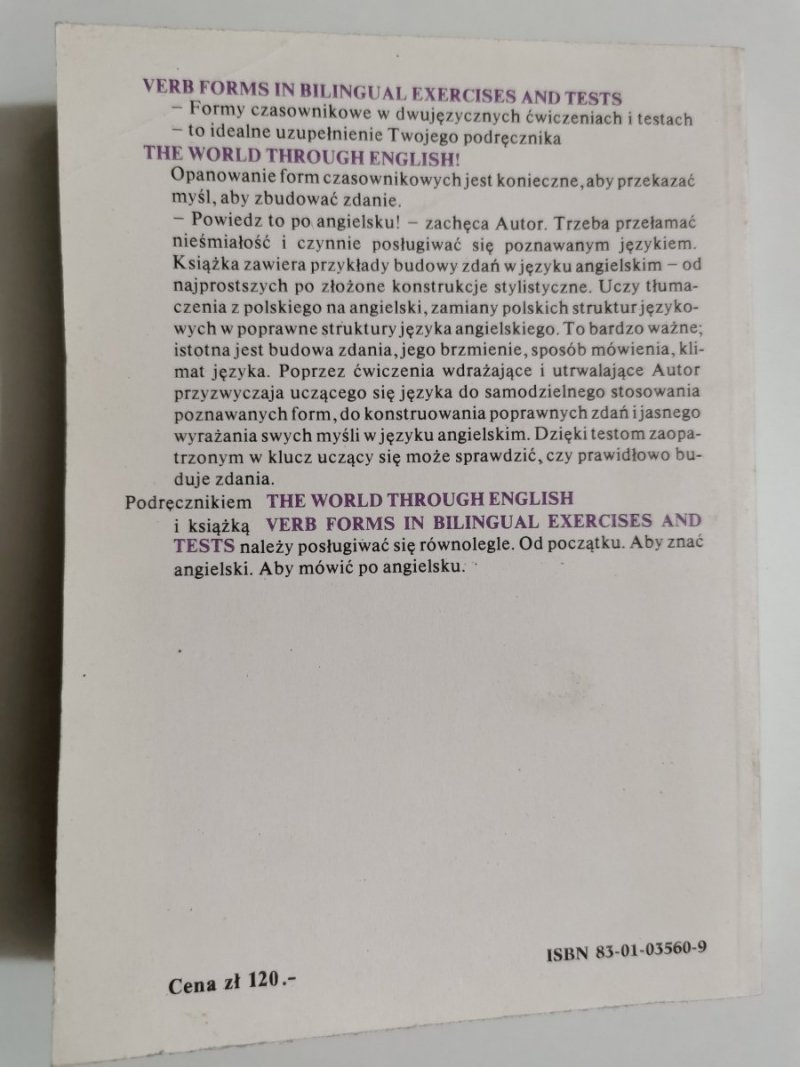 VERB FORMS IN BILINGUAL EXERCISES AND TESTS
– Formy czasownikowe w dwujęzycznych ćwiczeniach i testach
– to idealne uzupełnienie Twojego podręcznika
THE WORLD THROUGH ENGLISH!
Opanowanie form czasownikowych jest konieczne, aby przekazać
myśl, aby zbudować zdanie.
– Powiedz to po angielsku! – zachęca Autor. Trzeba przełamać
nieśmiałość i czynnie posługiwać się poznawanym językiem.
Książka zawiera przykłady budowy zdań w języku angielskim – od
najprostszych po złożone konstrukcje stylistyczne. Uczy tłuma-
czenia z polskiego na angielski, zamiany polskich struktur języko-
wych w poprawne struktury języka angielskiego. To bardzo ważne;
istotna jest budowa zdania, jego brzmienie, sposób mówienia, kli-
mat języka. Poprzez ćwiczenia wdrażające i utrwalające Autor
przyzwyczaja uczącego się języka do samodzielnego stosowania
poznawanych form, do konstruowania poprawnych zdań i jasnego
wyrażania swych myśli w języku angielskim. Dzięki testom zaopa-
trzonym w klucz uczący się może sprawdzić, czy prawidłowo bu-
duje zdania.
Podręcznikiem THE WORLD THROUGH ENGLISH
i książką VERB FORMS IN BILINGUAL EXERCISES AND
TESTS należy posługiwać się równolegle. Od początku. Aby znać
angielski. Aby mówić po angielsku.
ISBN 83-01-03560-9
Cena zł 120.-